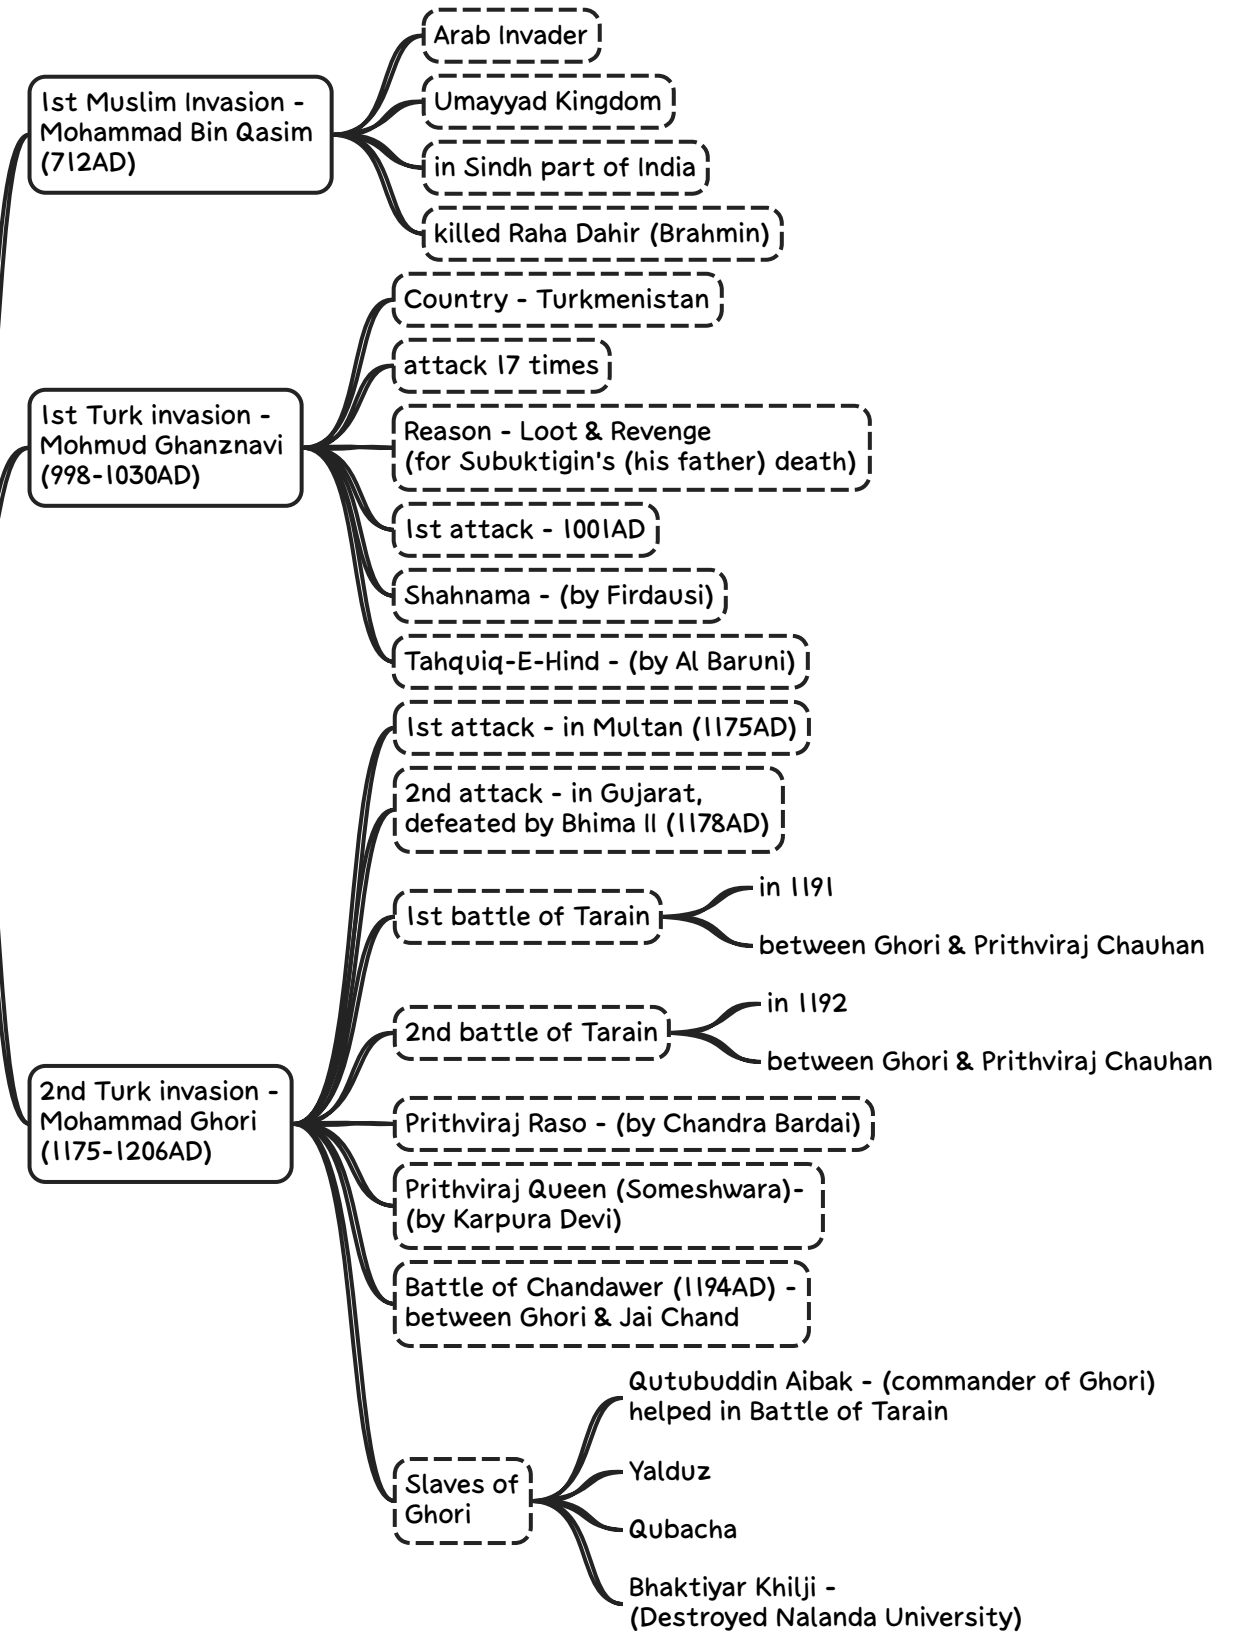 1st Muslim Invasion -
Mohammad Bin Qasim
(712AD)
Arab Invader
Umayyad Kingdom
in Sindh part of India
killed Raha Dahir (Brahmin)
1st Turk invasion -
Mohmud Ghanznavi
(998-1030AD)
Country - Turkmenistan
attack 17 times
Reason - Loot & Revenge
(for Subuktigin's (his father) death)
1st attack - 1001AD
Shahnama - (by Firdausi)
Tahquiq-E-Hind - (by Al Baruni)
2nd Turk invasion -
Mohammad Ghori
(1175-1206AD)
1st attack - in Multan (1175AD)
2nd attack - in Gujarat,
defeated by Bhima II (1178AD)
1st battle of Tarain
in 1191
between Ghori & Prithviraj Chauhan
2nd battle of Tarain
in 1192
between Ghori & Prithviraj Chauhan
Prithviraj Raso - (by Chandra Bardai)
Prithviraj Queen (Someshwara)-
(by Karpura Devi)
Battle of Chandawer (1194AD) -
between Ghori & Jai Chand
Slaves of
Ghori
Qutubuddin Aibak - (commander of Ghori)
helped in Battle of Tarain
Yalduz
Qubacha
Bhaktiyar Khilji -
(Destroyed Nalanda University)